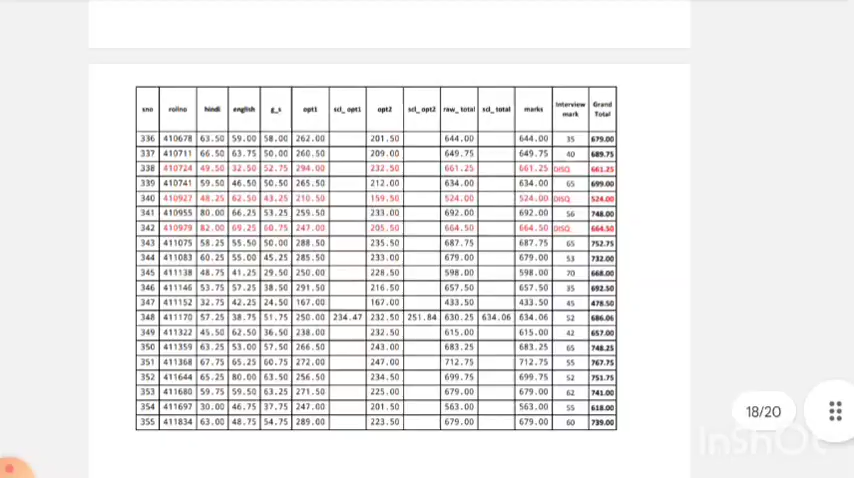 sno rollno hindi english g_s opt1 scl_opt1 opt2 scl_opt2 raw_total scl_total marks Interview mark Grand Total
336 410678 63.50 59.00 58.00 262.00 201.50 644.00 644.00 35 679.00
337 410711 66.50 63.75 50.00 260.50 209.00 649.75 649.75 40 689.75
338 410724 49.50 32.50 52.75 294.00 232.50 661.25 661.25 DISQ 661.25
339 410741 59.50 46.50 50.50 265.50 212.00 634.00 634.00 65 699.00
340 410927 48.25 62.50 43.25 210.50 159.50 524.00 524.00 DISQ 524.00
341 410955 80.00 66.25 53.25 259.50 233.00 692.00 692.00 56 748.00
342 410979 82.00 69.25 60.75 247.00 205.50 664.50 664.50 DISQ 664.50
343 411075 58.25 55.50 50.00 288.50 235.50 687.75 687.75 65 752.75
344 411083 60.25 55.00 45.25 285.50 233.00 679.00 679.00 53 732.00
345 411138 48.75 41.25 29.50 250.00 228.50 598.00 598.00 70 668.00
346 411146 53.75 57.25 38.50 291.50 216.50 657.50 657.50 35 692.50
347 411152 32.75 42.25 24.50 167.00 167.00 433.50 433.50 45 478.50
348 411170 57.25 38.75 51.75 250.00 234.47 232.50 251.84 630.25 634.06 634.06 52 686.06
349 411322 45.50 62.50 36.50 238.00 232.50 615.00 615.00 42 657.00
350 411359 63.25 53.00 57.50 266.50 243.00 683.25 683.25 65 748.25
351 411368 67.75 65.25 60.75 272.00 247.00 712.75 712.75 55 767.75
352 411644 65.25 80.00 63.50 256.50 234.50 699.75 699.75 52 751.75
353 411680 59.75 59.50 63.25 271.50 225.00 679.00 679.00 62 741.00
354 411697 30.00 46.75 37.75 247.00 201.50 563.00 563.00 55 618.00
355 411834 63.00 48.75 54.75 289.00 223.50 679.00 679.00 60 739.00
18/20
InShOt